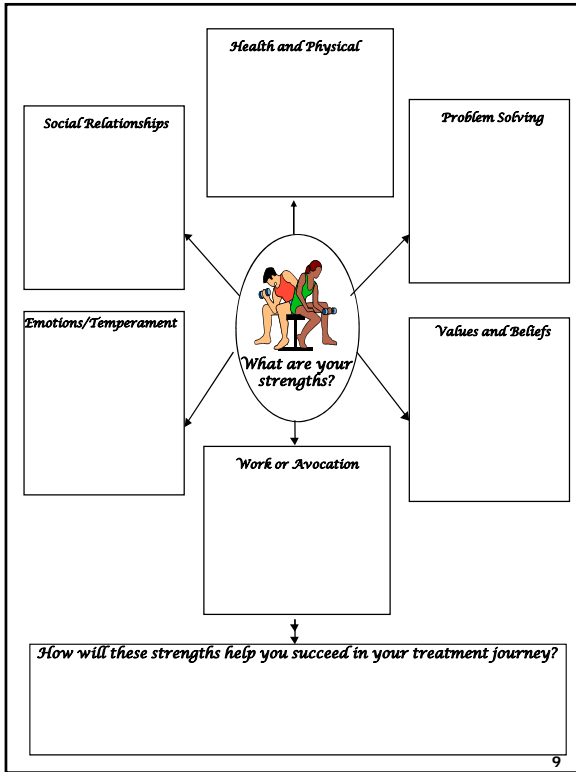 Health and Physical
Social Relationships
Problem Solving
Emotions/Temperament
Values and Beliefs
What are your
strengths?
Work or Avocation
How will these strengths help you succeed in your treatment journey?
9